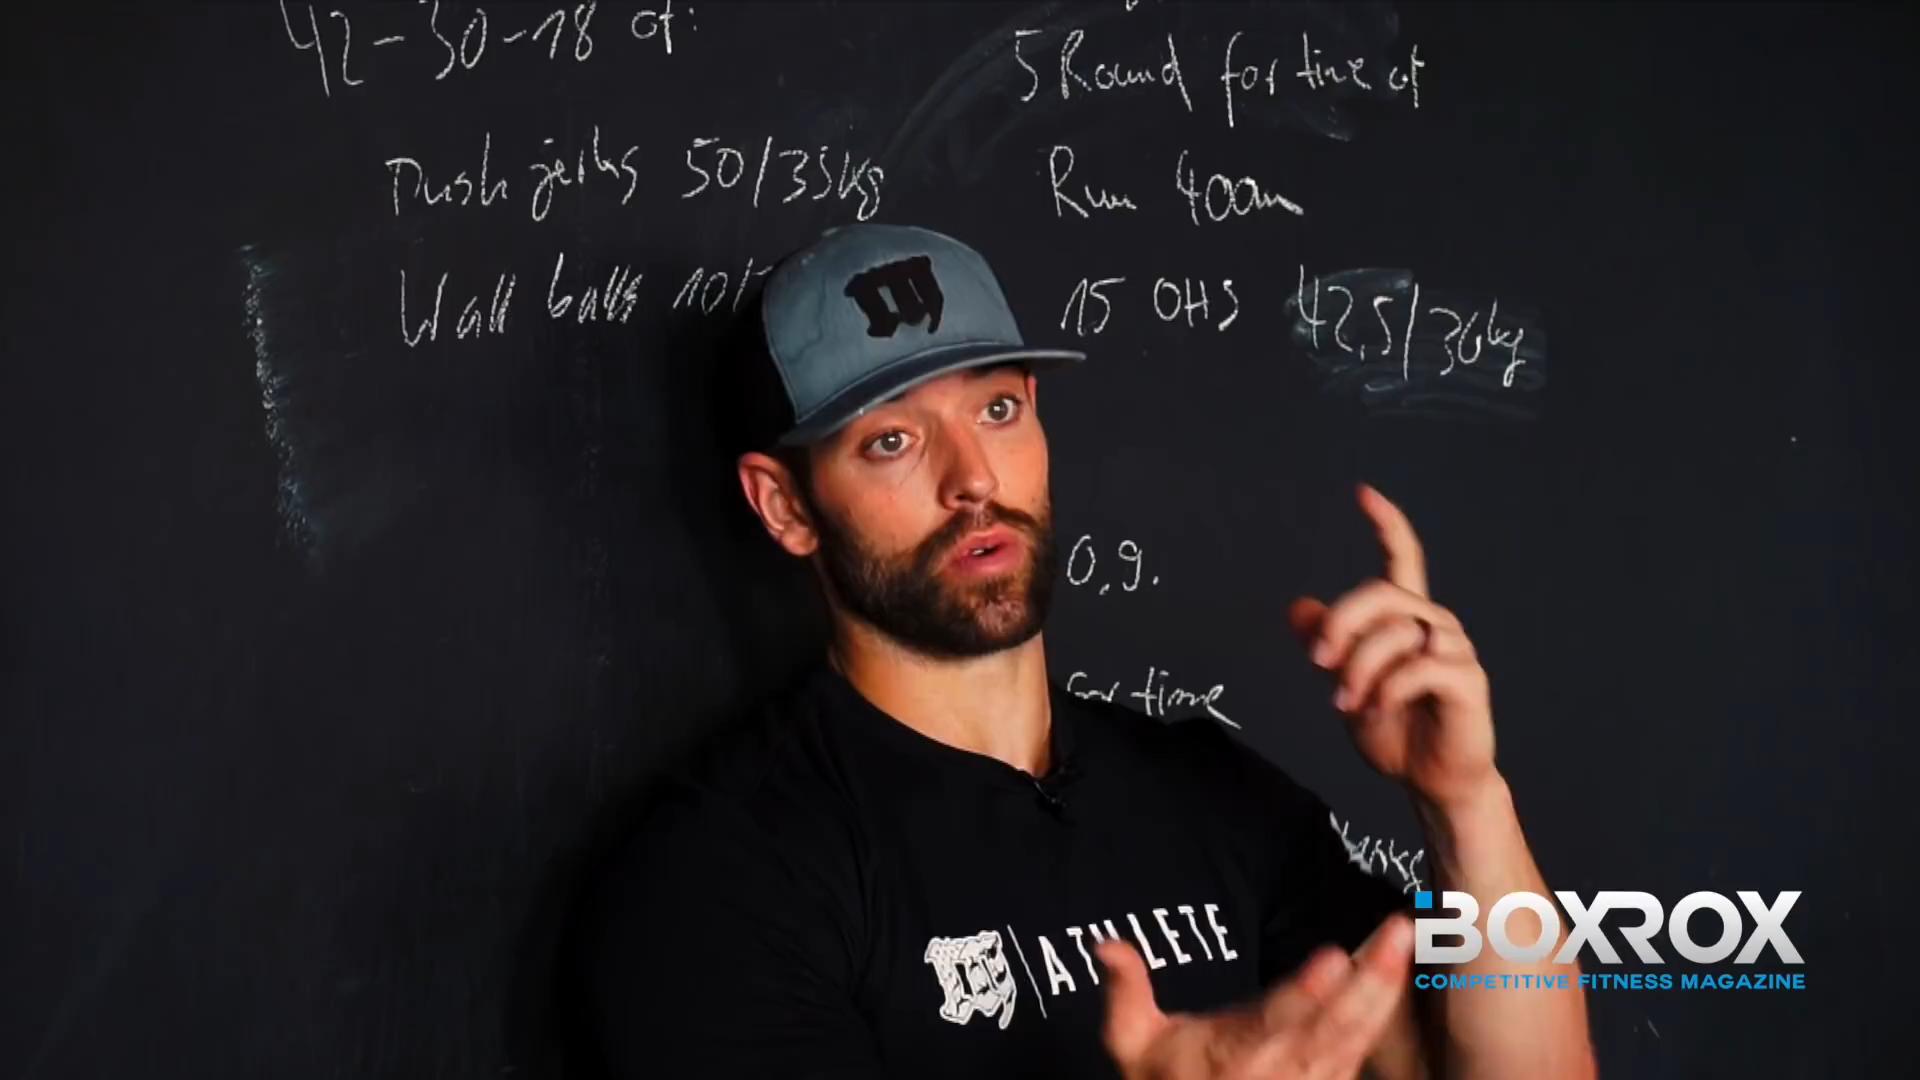 42-30-18 of:
Push jerks 50/35kg
Wall balls 10f
5 Round for time of
Run 400m
15 OHS 42,5/30kg
0,9.
for time
ATHLETE
BOXROX
COMPETITIVE FITNESS MAGAZINE